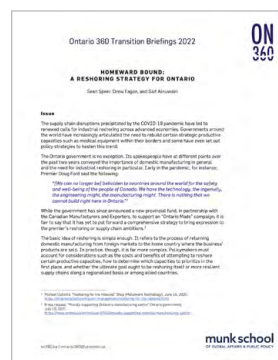 Ontario 360 Transition Briefings 2022
ON
360
HOMEWARD BOUND:
A RESHORING STRATEGY FOR ONTARIO
Sean Speer, Drew Fagan, and Saif Alnuweiri
Issue
The supply chain disruptions precipitated by the COVID-19 pandemic have led to
renewed calls for industrial reshoring across advanced economies. Governments around
the world have increasingly articulated the need to rebuild certain strategic productive
capacities such as medical equipment within their borders and some have even set out
policy strategies to hasten this trend.
The Ontario government is no exception. Its spokespeople have at different points over
the past two years conveyed the importance of domestic manufacturing in general
and the need for industrial reshoring in particular. Early in the pandemic, for instance,
Premier Doug Ford said the following:
"[We can no longer be] beholden to countries around the world for the safety
and well-being of the people of Canada. We have the technology, the ingenuity,
the engineering might, the manufacturing might. There is nothing that we
cannot build right here in Ontario."
While the government has since announced a new provincial fund, in partnership with
the Canadian Manufacturers and Exporters, to support an "Ontario Made" campaign, it is
fair to say that it has yet to put forward a comprehensive strategy to bring expression to
the premier's reshoring or supply chain ambitions.
The basic idea of reshoring is simple enough. It refers to the process of returning
domestic manufacturing from foreign markets to the home country where the business'
products are sold. In practice, though, it is far more complex. Policymakers must
account for considerations such as the costs and benefits of attempting to reshore
certain productive capacities, how to determine which capacities to prioritize in the
first place, and whether the ultimate goal ought to be reshoring itself or more resilient
supply chains along a regionalized basis or among allied countries.
munkschool
OF GLOBAL AFFAIRS & PUBLIC POLICY